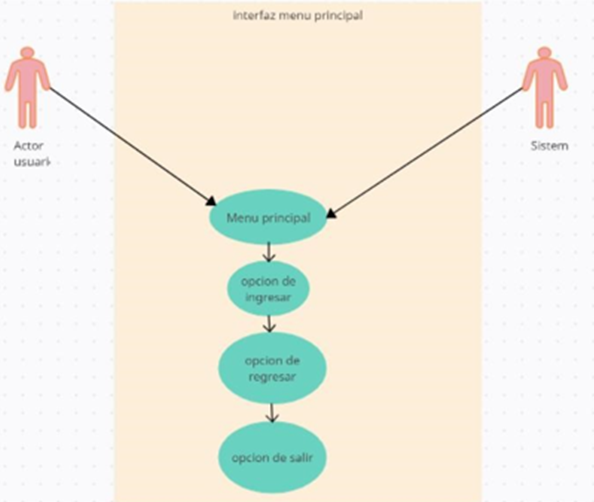 interfaz menu principal
Actor
usuari
Sistem
Menu principal
opcion de
ingresar
opcion de
regresar
opcion de salir